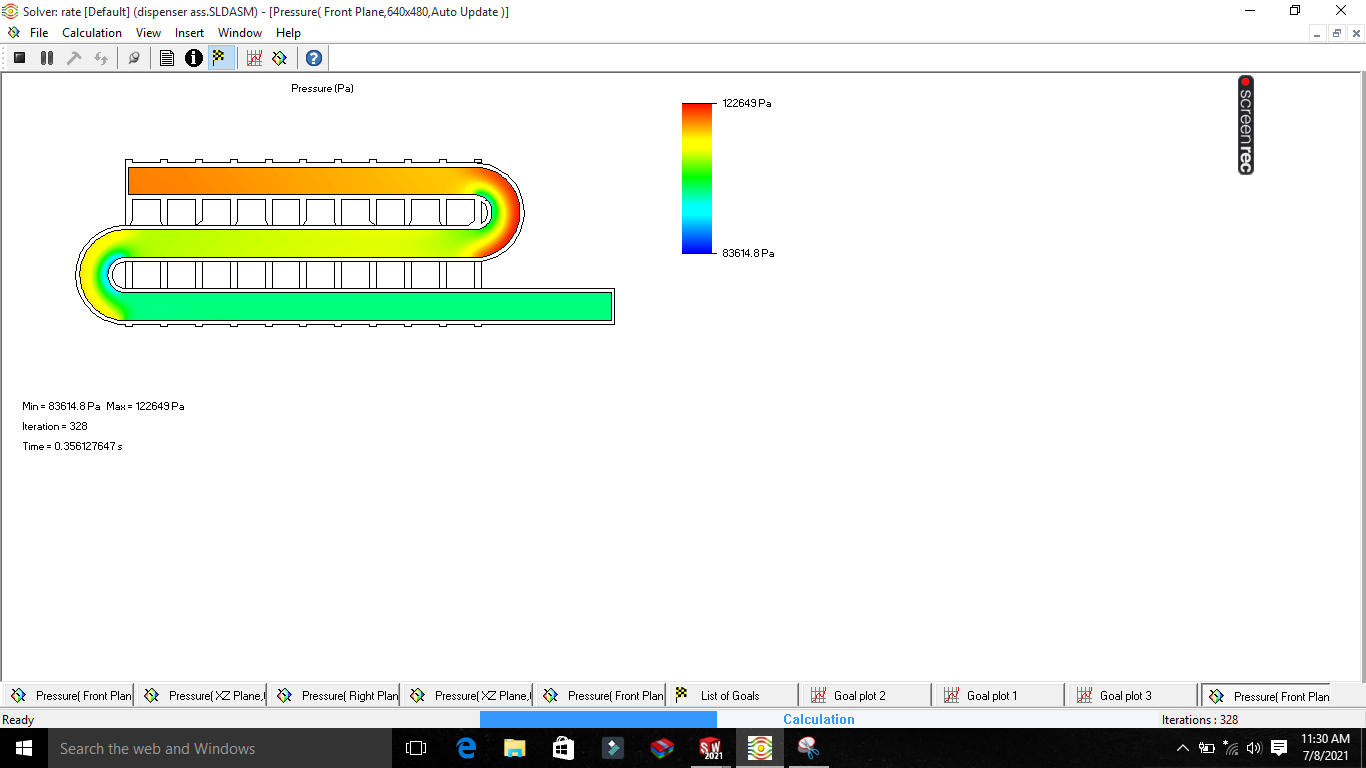 Solver: rate [Default] (dispenser ass.SLDASM) - [Pressure( Front Plane,640x480,Auto Update )]
File Calculation View Insert Window Help
Pressure (Pa)
122649 Pa
83614.8 Pa
screenrec
Min = 83614.8 Pa Max = 122649 Pa
Iteration = 328
Time = 0.356127647 s
Pressure( Front Plan Pressure( XZ Plane,( Pressure( Right Plan Pressure( XZ Plane,( Pressure( Front Plan List of Goals Goal plot 2 Goal plot 1 Goal plot 3 Pressure( Front Plan
Ready Calculation Iterations : 328
Search the web and Windows
SW
2021
11:30 AM
7/8/2021